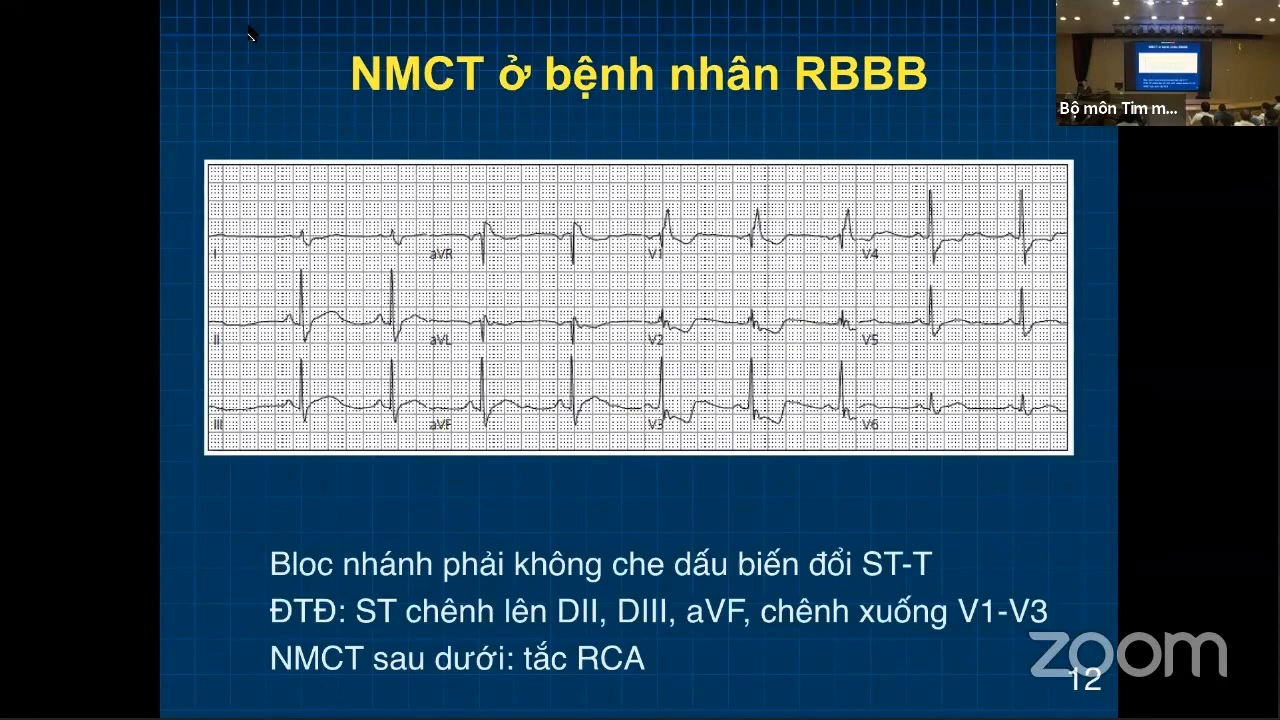 NMCT ở bệnh nhân RBBB
Bộ môn Tim m...
I
aVR
V1
V4
II
aVL
V2
V5
III
aVF
V3
V6
Bloc nhánh phải không che dấu biến đổi ST-T
ĐTĐ: ST chênh lên DII, DIII, aVF, chênh xuống V1-V3
NMCT sau dưới: tắc RCA
zoom
12